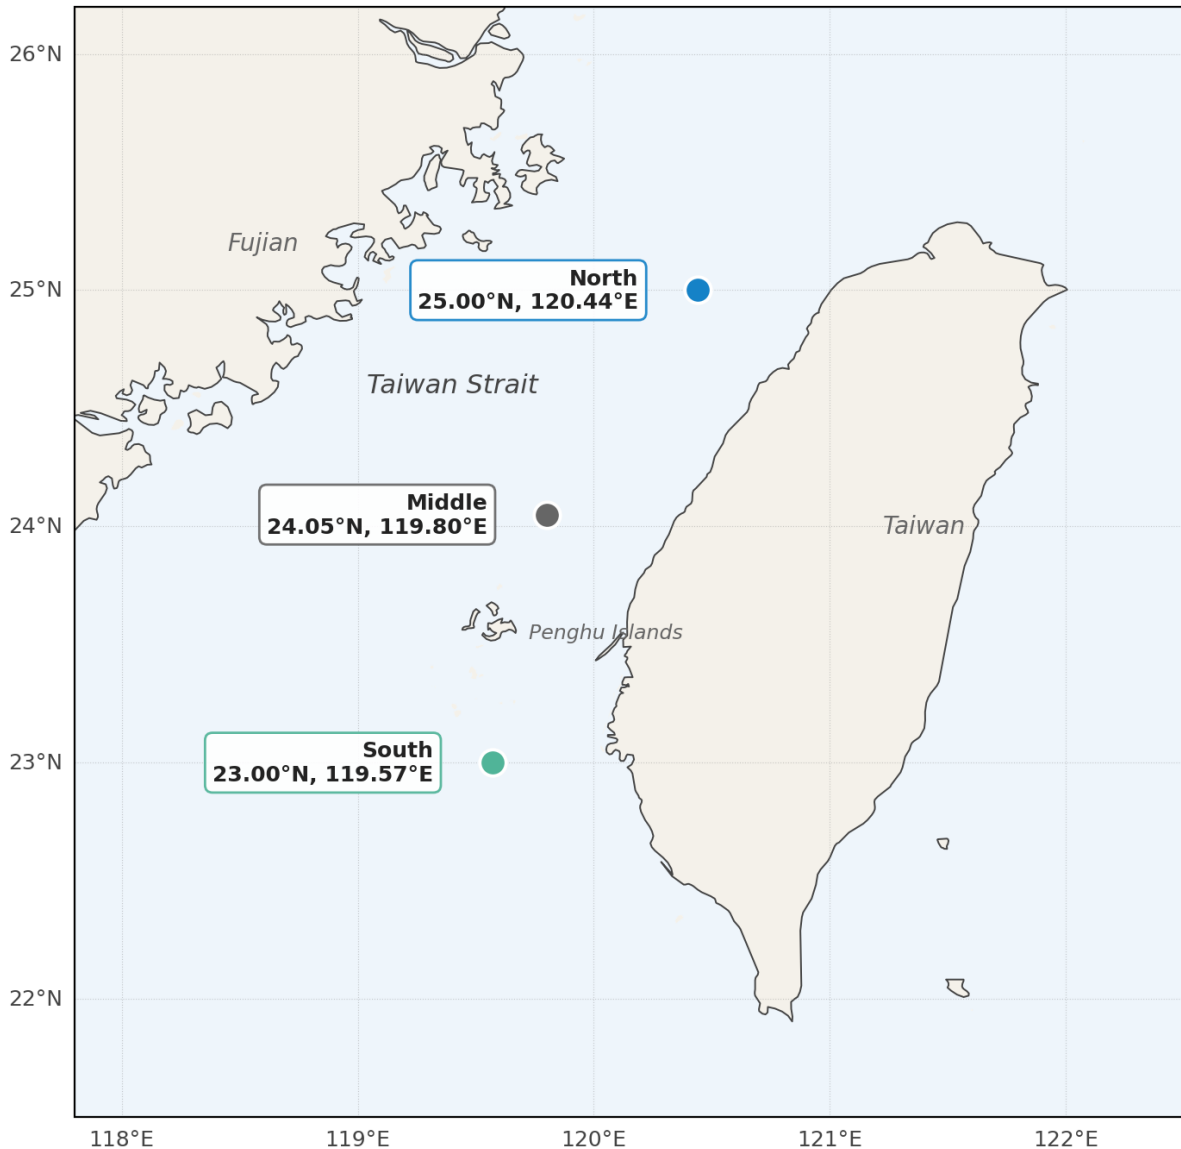 26°N
Fujian
North
25.00°N, 120.44°E
25°N
Taiwan Strait
Middle
24.05°N, 119.80°E
24°N
Taiwan
Penghu Islands
South
23.00°N, 119.57°E
23°N
22°N
118°E
119°E
120°E
121°E
122°E